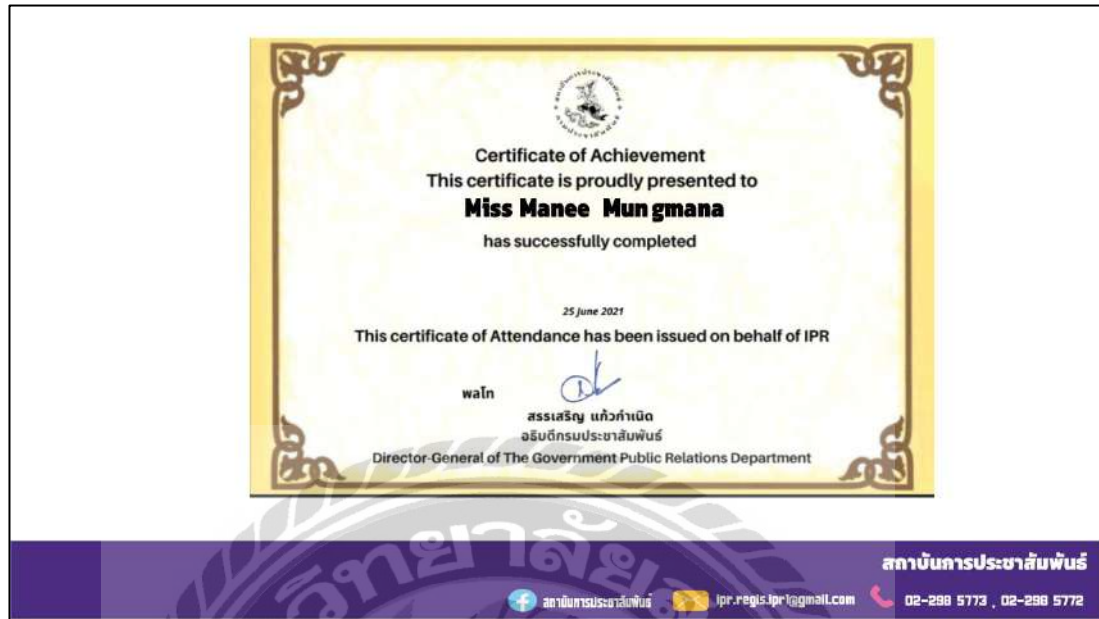 Certificate of Achievement
This certificate is proudly presented to
Miss Manee Mungmana
has successfully completed
25 June 2021
This certificate of Attendance has been issued on behalf of IPR
พลโท
สรรเสริญ แก้วกำเนิด
อธิบดีกรมประชาสัมพันธ์
Director-General of The Government Public Relations Department
สถาบันการประชาสัมพันธ์
สถาบันการประชาสัมพันธ์ ipr.regis.ipr1@gmail.com 02-298 5773 , 02-298 5772